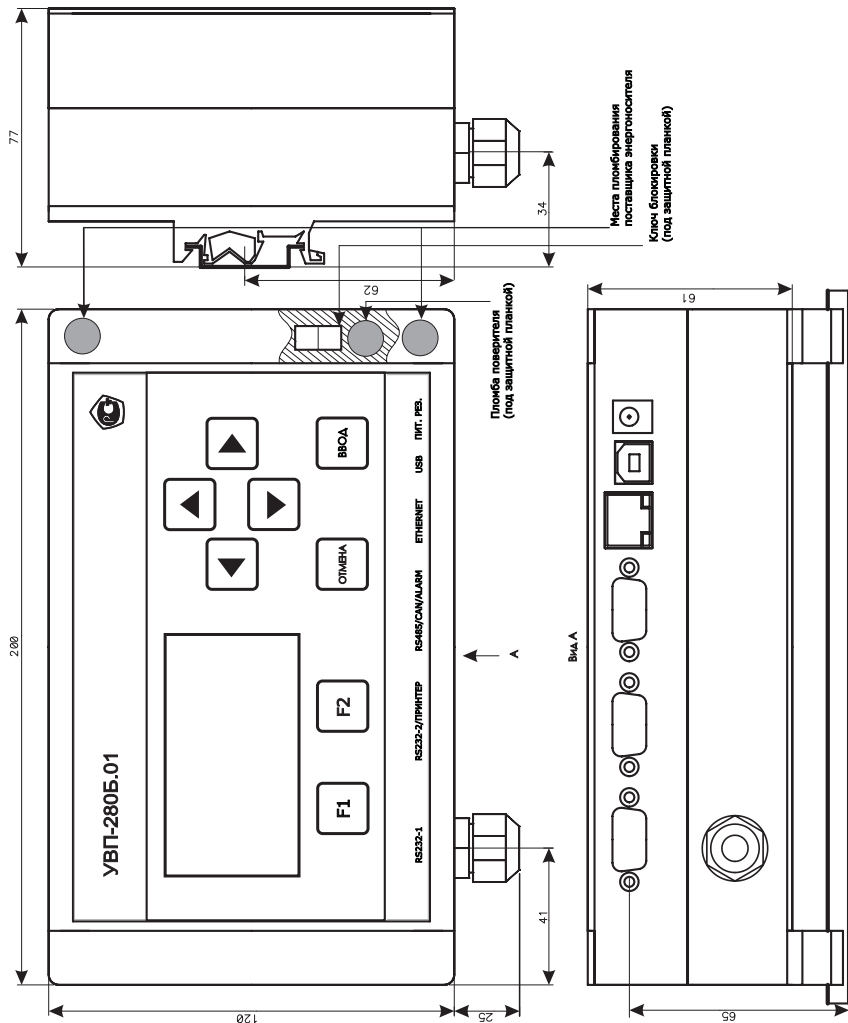 77
34
Места пломбирования
поставщика энергоносителя
Ключ блокировки
(под защитной планкой)
62
Пломба поверителя
(под защитной планкой)
200
УВП-280Б.01
F1
F2
ОТМЕНА
ВВОД
RS232-1
RS232-2/ПРИНТЕР
RS485/CAN/ALARM
ETHERNET
USB
ПИТ. РЕЗ.
А
41
120
25
Вид А
61
65